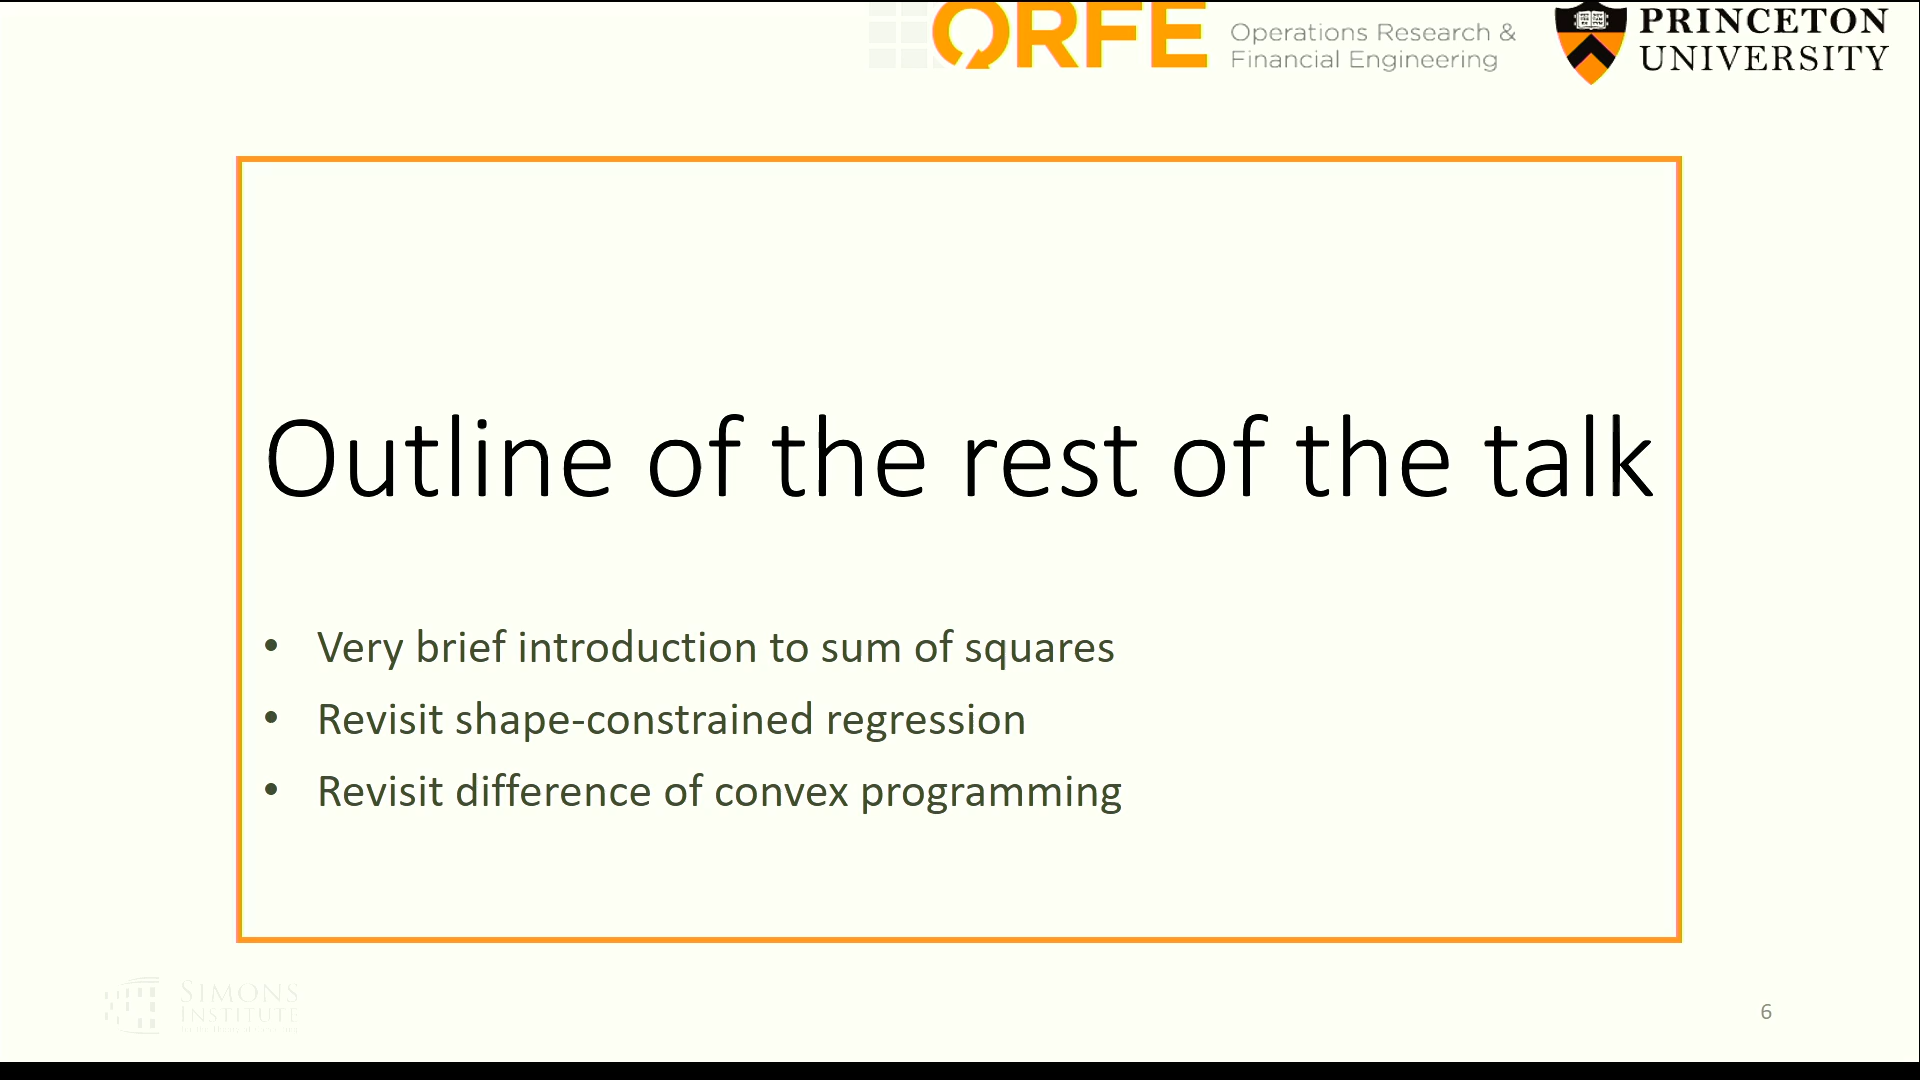 ORFE
Operations Research &
Financial Engineering
PRINCETON
UNIVERSITY
Outline of the rest of the talk
• Very brief introduction to sum of squares
• Revisit shape-constrained regression
• Revisit difference of convex programming
SIMONS
INSTITUTE
6